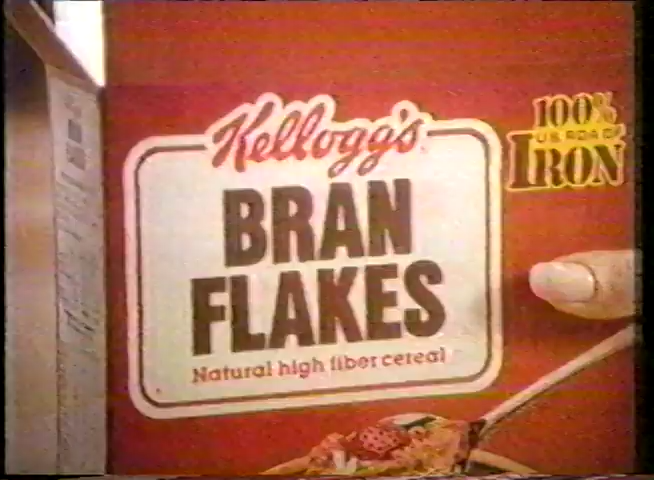 Kellogg's
BRAN
FLAKES
Natural high fiber cereal
100%
U.S. RDA OF
IRON